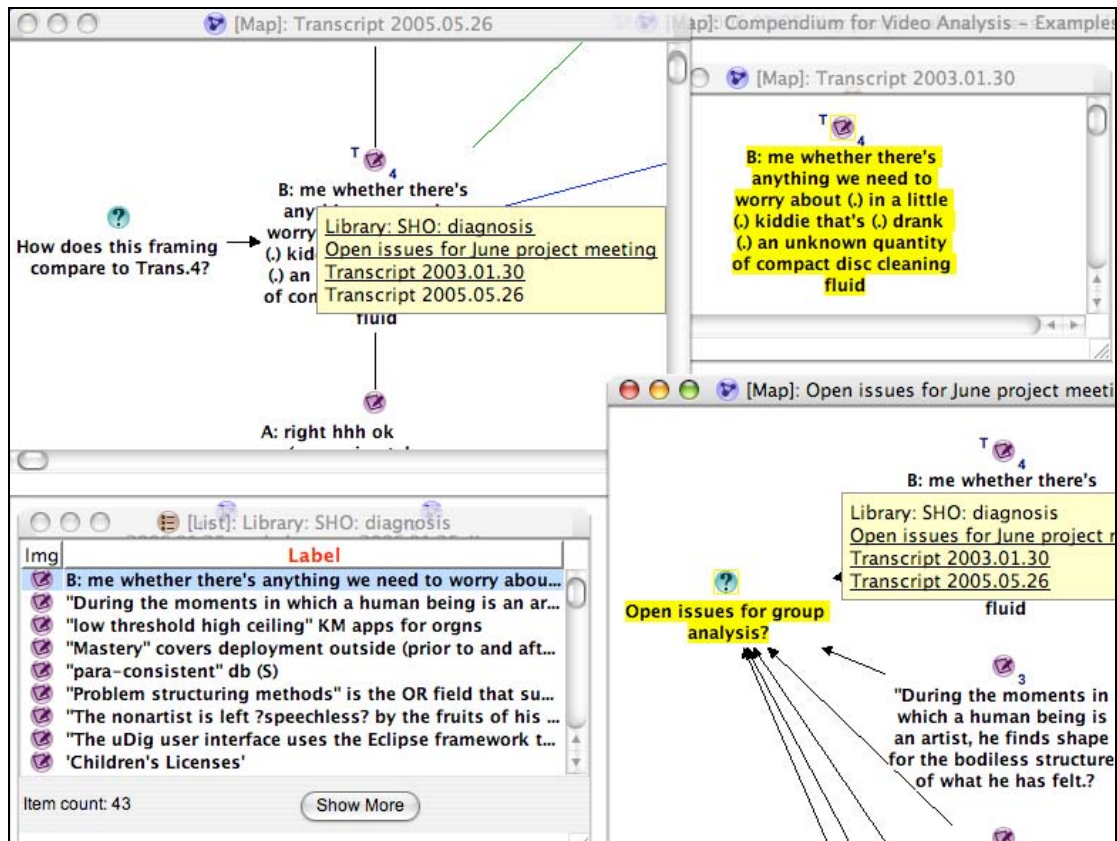 [Map]: Transcript 2005.05.26
T
4
B: me whether there's
any
worry
(.) kidd
(.) an
of con
fluid
?
How does this framing
compare to Trans.4?
Library: SHO: diagnosis
Open issues for June project meeting
Transcript 2003.01.30
Transcript 2005.05.26
A: right hhh ok
[Map]: Compendium for Video Analysis – Examples
[Map]: Transcript 2003.01.30
T
4
B: me whether there's
anything we need to
worry about (.) in a little
(.) kiddie that's (.) drank
(.) an unknown quantity
of compact disc cleaning
fluid
[List]: Library: SHO: diagnosis
Img Label
B: me whether there's anything we need to worry abou...
"During the moments in which a human being is an ar...
"low threshold high ceiling" KM apps for orgns
"Mastery" covers deployment outside (prior to and aft...
"para-consistent" db (S)
"Problem structuring methods" is the OR field that su...
"The nonartist is left ?speechless? by the fruits of his ...
"The uDig user interface uses the Eclipse framework t...
'Children's Licenses'
Item count: 43
Show More
[Map]: Open issues for June project meeti
T
4
B: me whether there's
Library: SHO: diagnosis
Open issues for June project r
Transcript 2003.01.30
Transcript 2005.05.26
fluid
?
Open issues for group
analysis?
3
"During the moments in
which a human being is
an artist, he finds shape
for the bodiless structure
of what he has felt.?